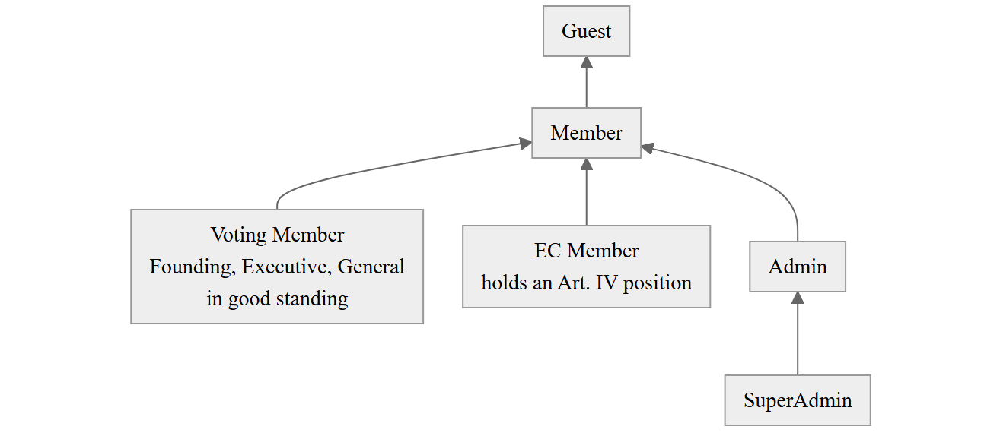 Guest
Member
Voting Member
Founding, Executive, General
in good standing
EC Member
holds an Art. IV position
Admin
SuperAdmin